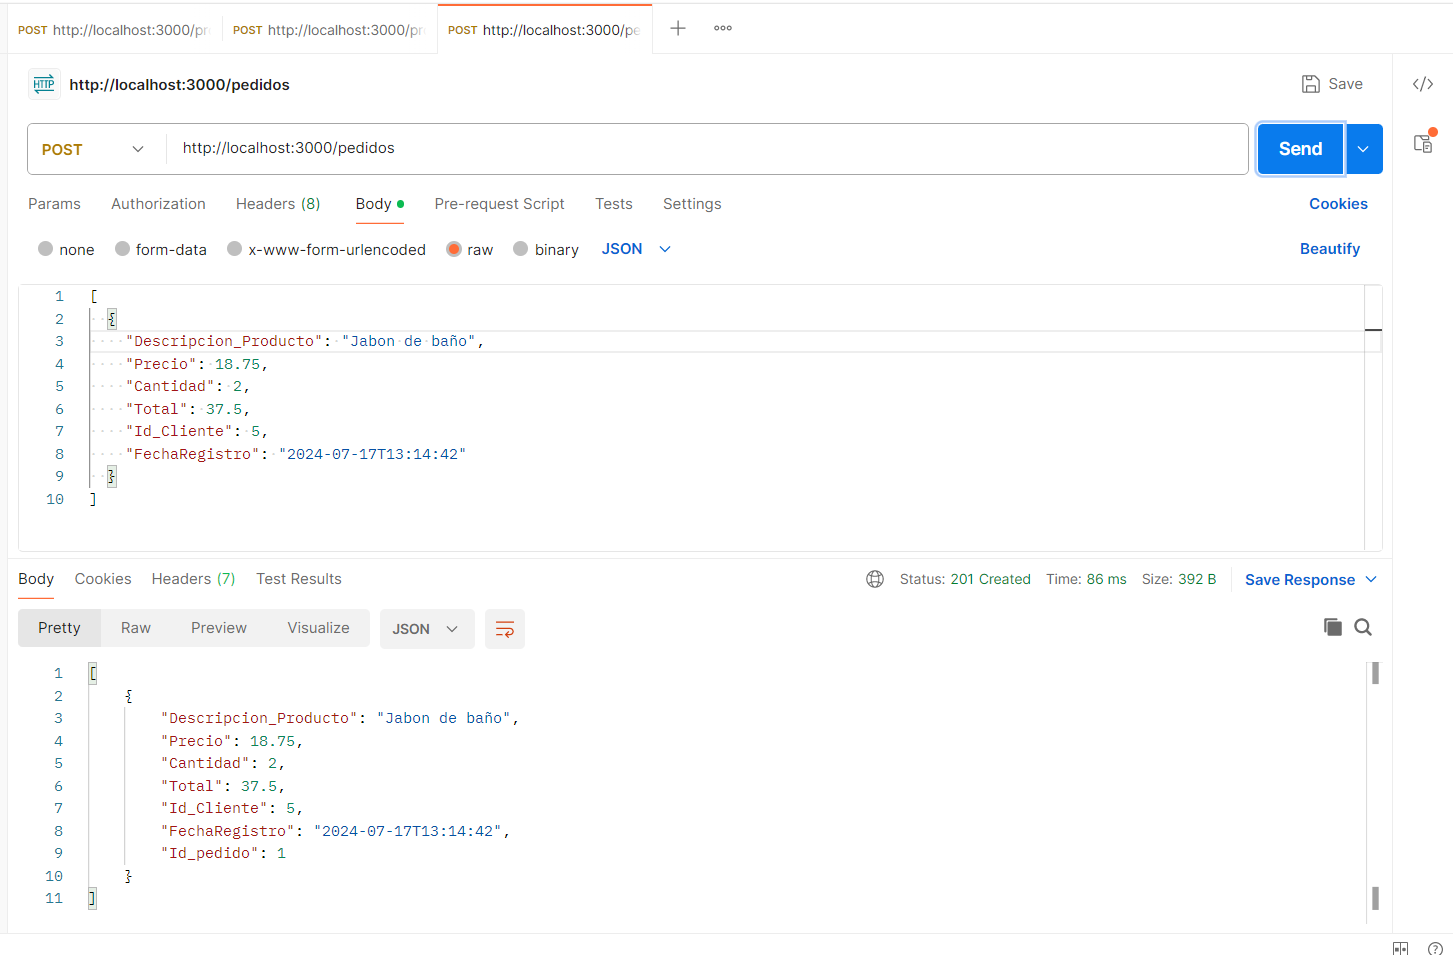 POST http://localhost:3000/pr POST http://localhost:3000/pr POST http://localhost:3000/pe
HTTP http://localhost:3000/pedidos Save
POST http://localhost:3000/pedidos Send
Params Authorization Headers (8) Body Pre-request Script Tests Settings Cookies
none form-data x-www-form-urlencoded raw binary JSON Beautify
1 [
2 {
3 "Descripcion_Producto": "Jabon de baño",
4 "Precio": 18.75,
5 "Cantidad": 2,
6 "Total": 37.5,
7 "Id_Cliente": 5,
8 "FechaRegistro": "2024-07-17T13:14:42"
9 }
10 ]
Body Cookies Headers (7) Test Results Status: 201 Created Time: 86 ms Size: 392 B Save Response
Pretty Raw Preview Visualize JSON
1 [
2 {
3 "Descripcion_Producto": "Jabon de baño",
4 "Precio": 18.75,
5 "Cantidad": 2,
6 "Total": 37.5,
7 "Id_Cliente": 5,
8 "FechaRegistro": "2024-07-17T13:14:42",
9 "Id_pedido": 1
10 }
11 ]